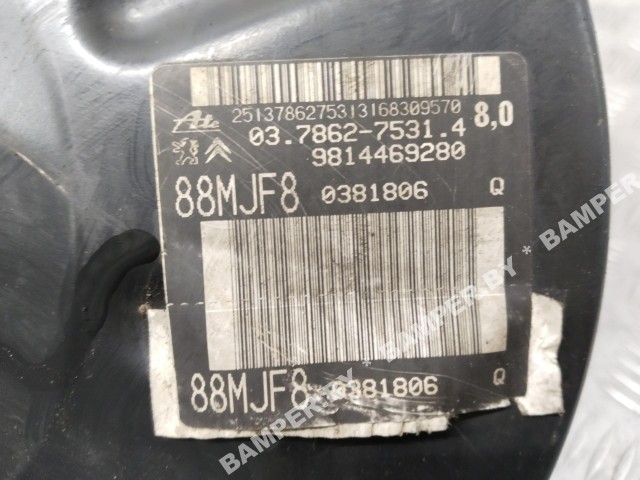 2513786275313168309570
Ate 03.7862-7531.4 8,0
9814469280
88MJF8 0381806 Q
88MJF8 0381806 Q
BAMPER.BY * BAMPER.BY * BAMPER